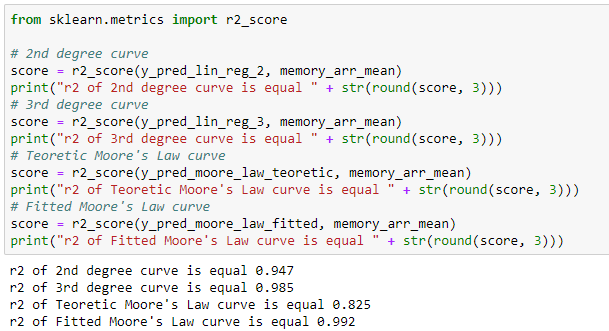 from sklearn.metrics import r2_score
# 2nd degree curve
score = r2_score(y_pred_lin_reg_2, memory_arr_mean)
print("r2 of 2nd degree curve is equal " + str(round(score, 3)))
# 3rd degree curve
score = r2_score(y_pred_lin_reg_3, memory_arr_mean)
print("r2 of 3rd degree curve is equal " + str(round(score, 3)))
# Teoretic Moore's Law curve
score = r2_score(y_pred_moore_law_teoretic, memory_arr_mean)
print("r2 of Teoretic Moore's Law curve is equal " + str(round(score, 3)))
# Fitted Moore's Law curve
score = r2_score(y_pred_moore_law_fitted, memory_arr_mean)
print("r2 of Fitted Moore's Law curve is equal " + str(round(score, 3)))
r2 of 2nd degree curve is equal 0.947
r2 of 3rd degree curve is equal 0.985
r2 of Teoretic Moore's Law curve is equal 0.825
r2 of Fitted Moore's Law curve is equal 0.992